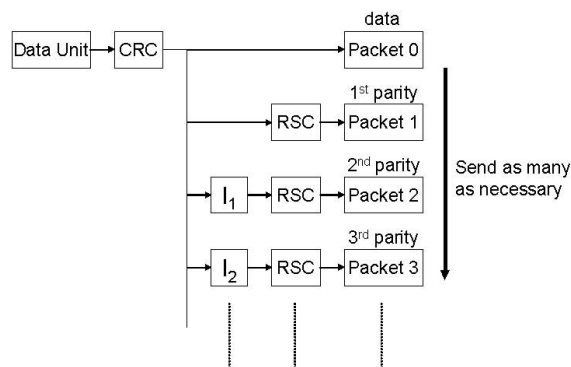 data
Data Unit
CRC
Packet 0
1st parity
RSC
Packet 1
2nd parity
I1
RSC
Packet 2
Send as many
as necessary
3rd parity
I2
RSC
Packet 3